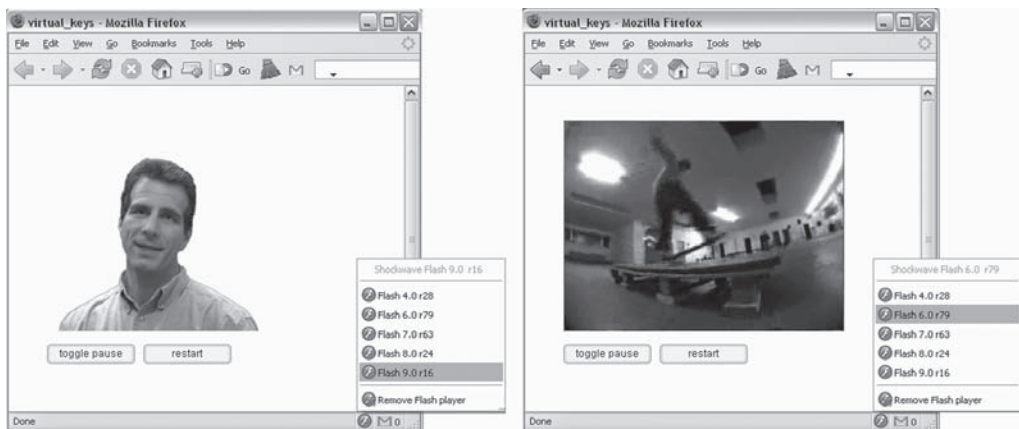 virtual_keys - Mozilla Firefox
File Edit View Go Bookmarks Tools Help
Go
toggle pause
restart
Shockwave Flash 9.0 r16
Flash 4.0 r28
Flash 6.0 r79
Flash 7.0 r63
Flash 8.0 r24
Flash 9.0 r16
Remove Flash player
Done
0
virtual_keys - Mozilla Firefox
File Edit View Go Bookmarks Tools Help
Go
toggle pause
restart
Shockwave Flash 6.0 r79
Flash 4.0 r28
Flash 6.0 r79
Flash 7.0 r63
Flash 8.0 r24
Flash 9.0 r16
Remove Flash player
Done
0